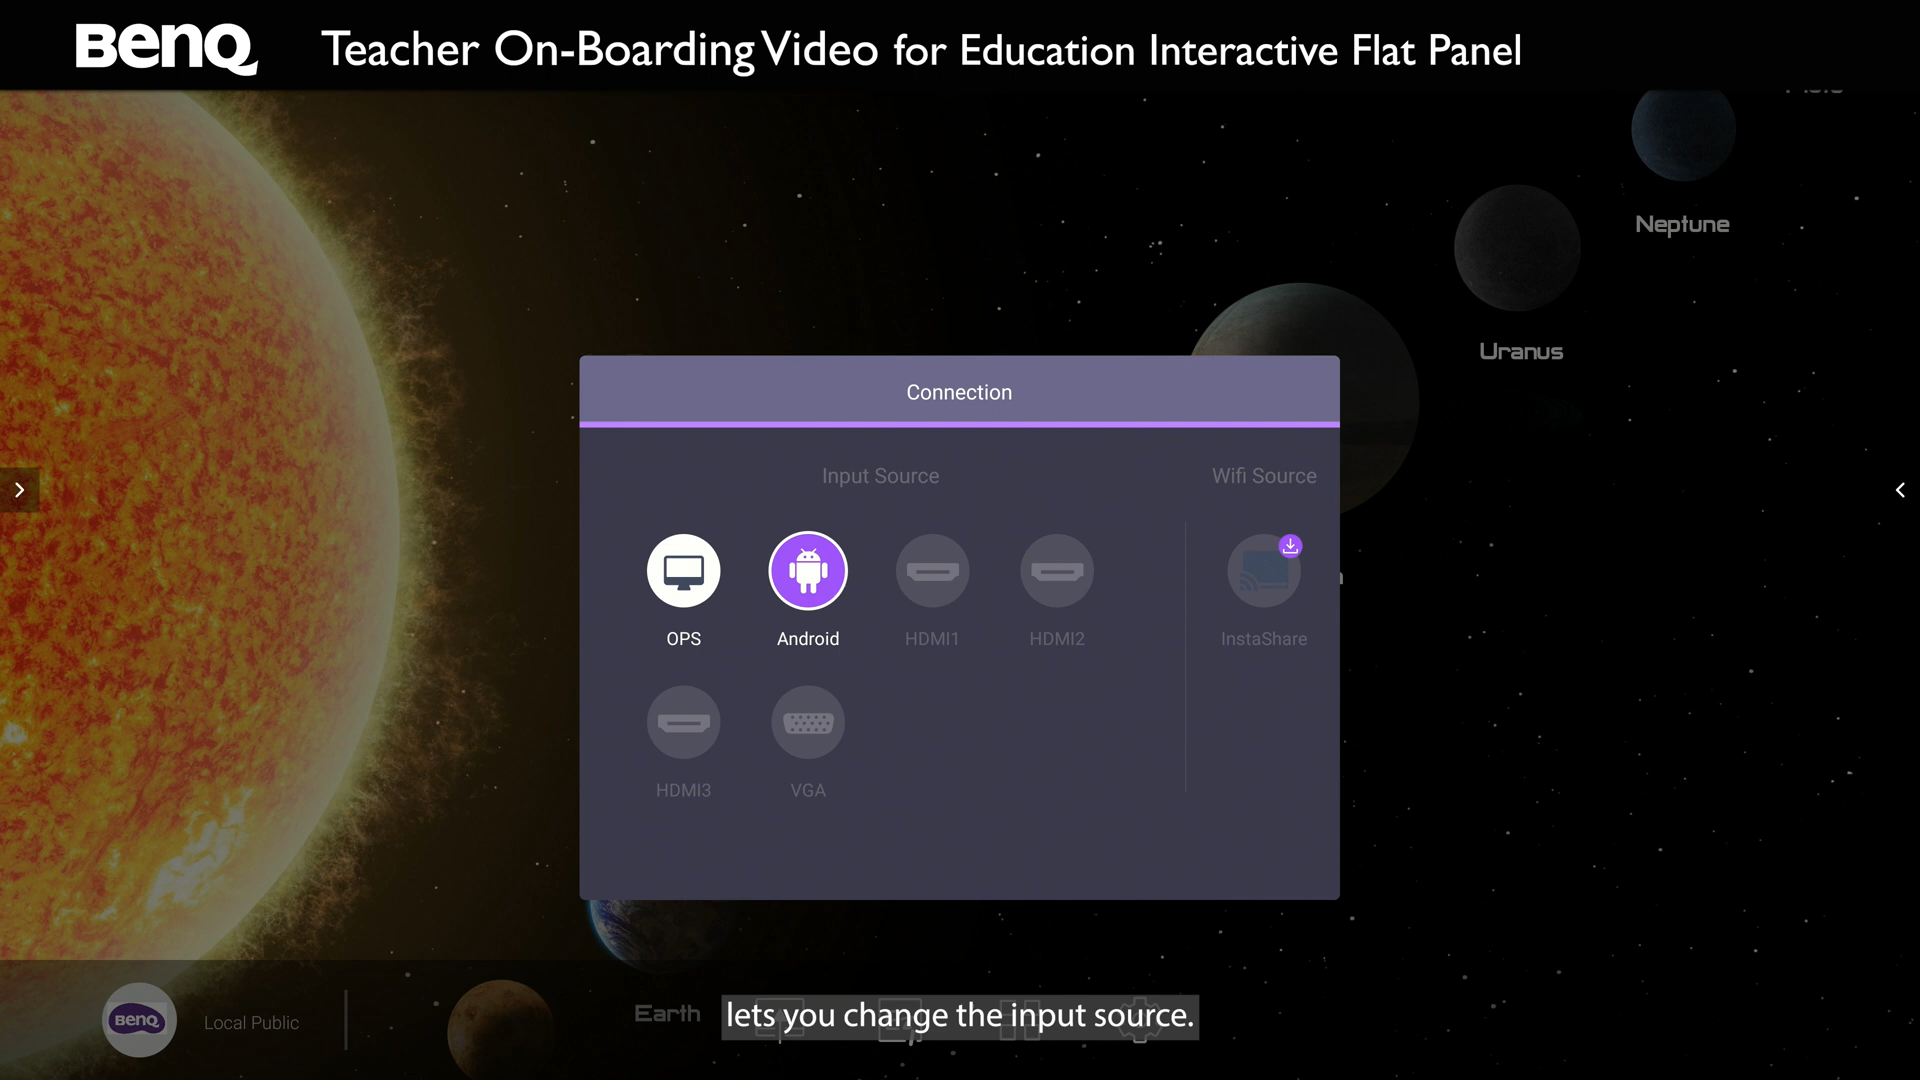 BenQ Teacher On-Boarding Video for Education Interactive Flat Panel
Neptune
Uranus
Connection
Input Source
Wifi Source
OPS
Android
HDMI1
HDMI2
InstaShare
HDMI3
VGA
BenQ
Local Public
Earth
lets you change the input source.